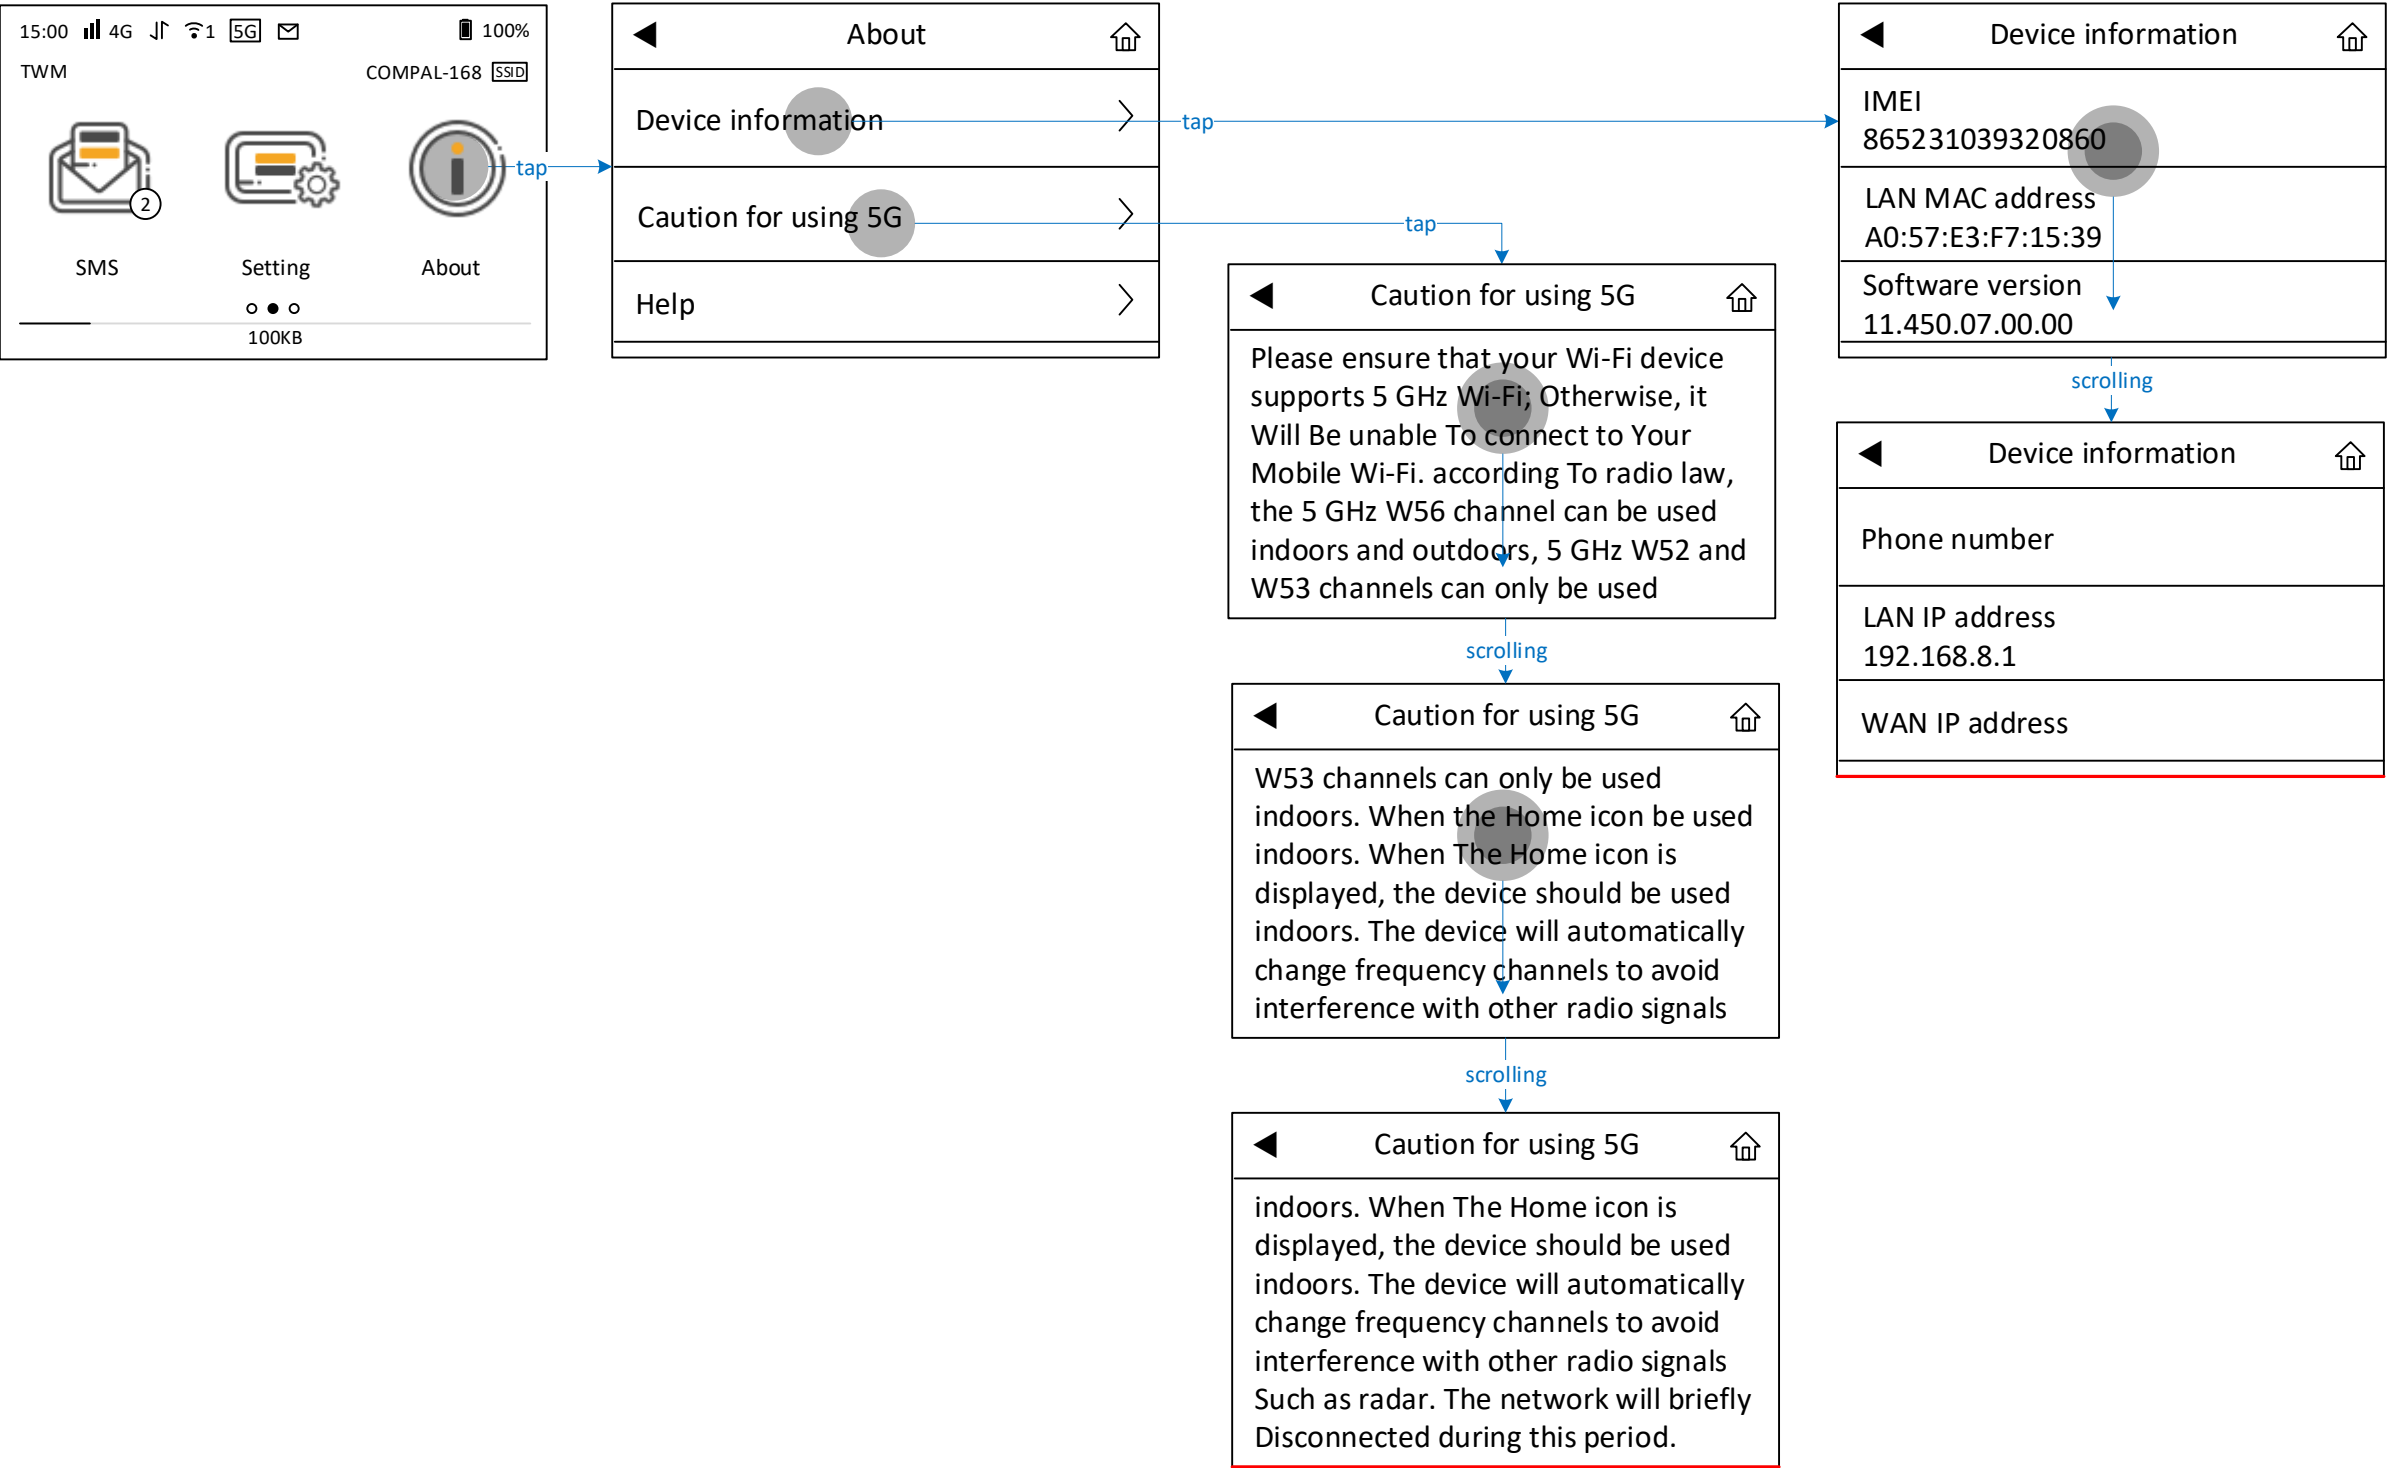 15:00 4G 1 5G 100%
TWM COMPAL-168 SSID
2
SMS Setting About
100KB
tap
About
Device information
Caution for using 5G
Help
tap
tap
Device information
IMEI
865231039320860
LAN MAC address
A0:57:E3:F7:15:39
Software version
11.450.07.00.00
scrolling
Device information
Phone number
LAN IP address
192.168.8.1
WAN IP address
Caution for using 5G
Please ensure that your Wi-Fi device
supports 5 GHz Wi-Fi; Otherwise, it
Will Be unable To connect to Your
Mobile Wi-Fi. according To radio law,
the 5 GHz W56 channel can be used
indoors and outdoors, 5 GHz W52 and
W53 channels can only be used
scrolling
Caution for using 5G
W53 channels can only be used
indoors. When the Home icon be used
indoors. When The Home icon is
displayed, the device should be used
indoors. The device will automatically
change frequency channels to avoid
interference with other radio signals
scrolling
Caution for using 5G
indoors. When The Home icon is
displayed, the device should be used
indoors. The device will automatically
change frequency channels to avoid
interference with other radio signals
Such as radar. The network will briefly
Disconnected during this period.